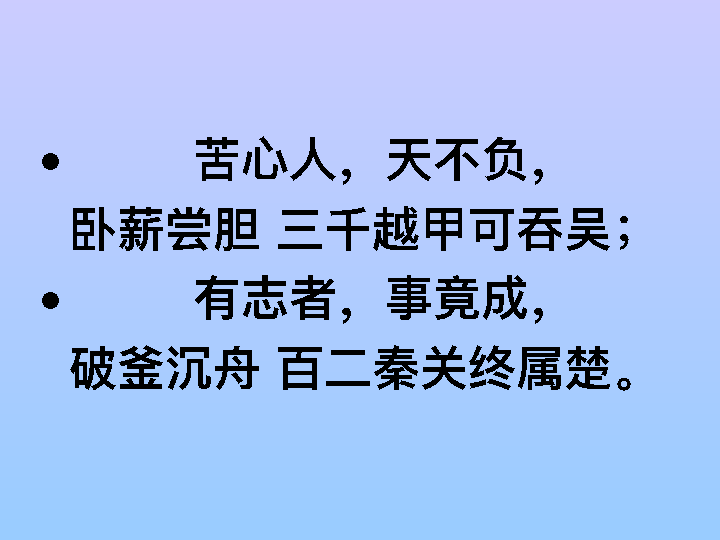 • 苦心人，天不负，
卧薪尝胆 三千越甲可吞吴；
• 有志者，事竟成，
破釜沉舟 百二秦关终属楚。